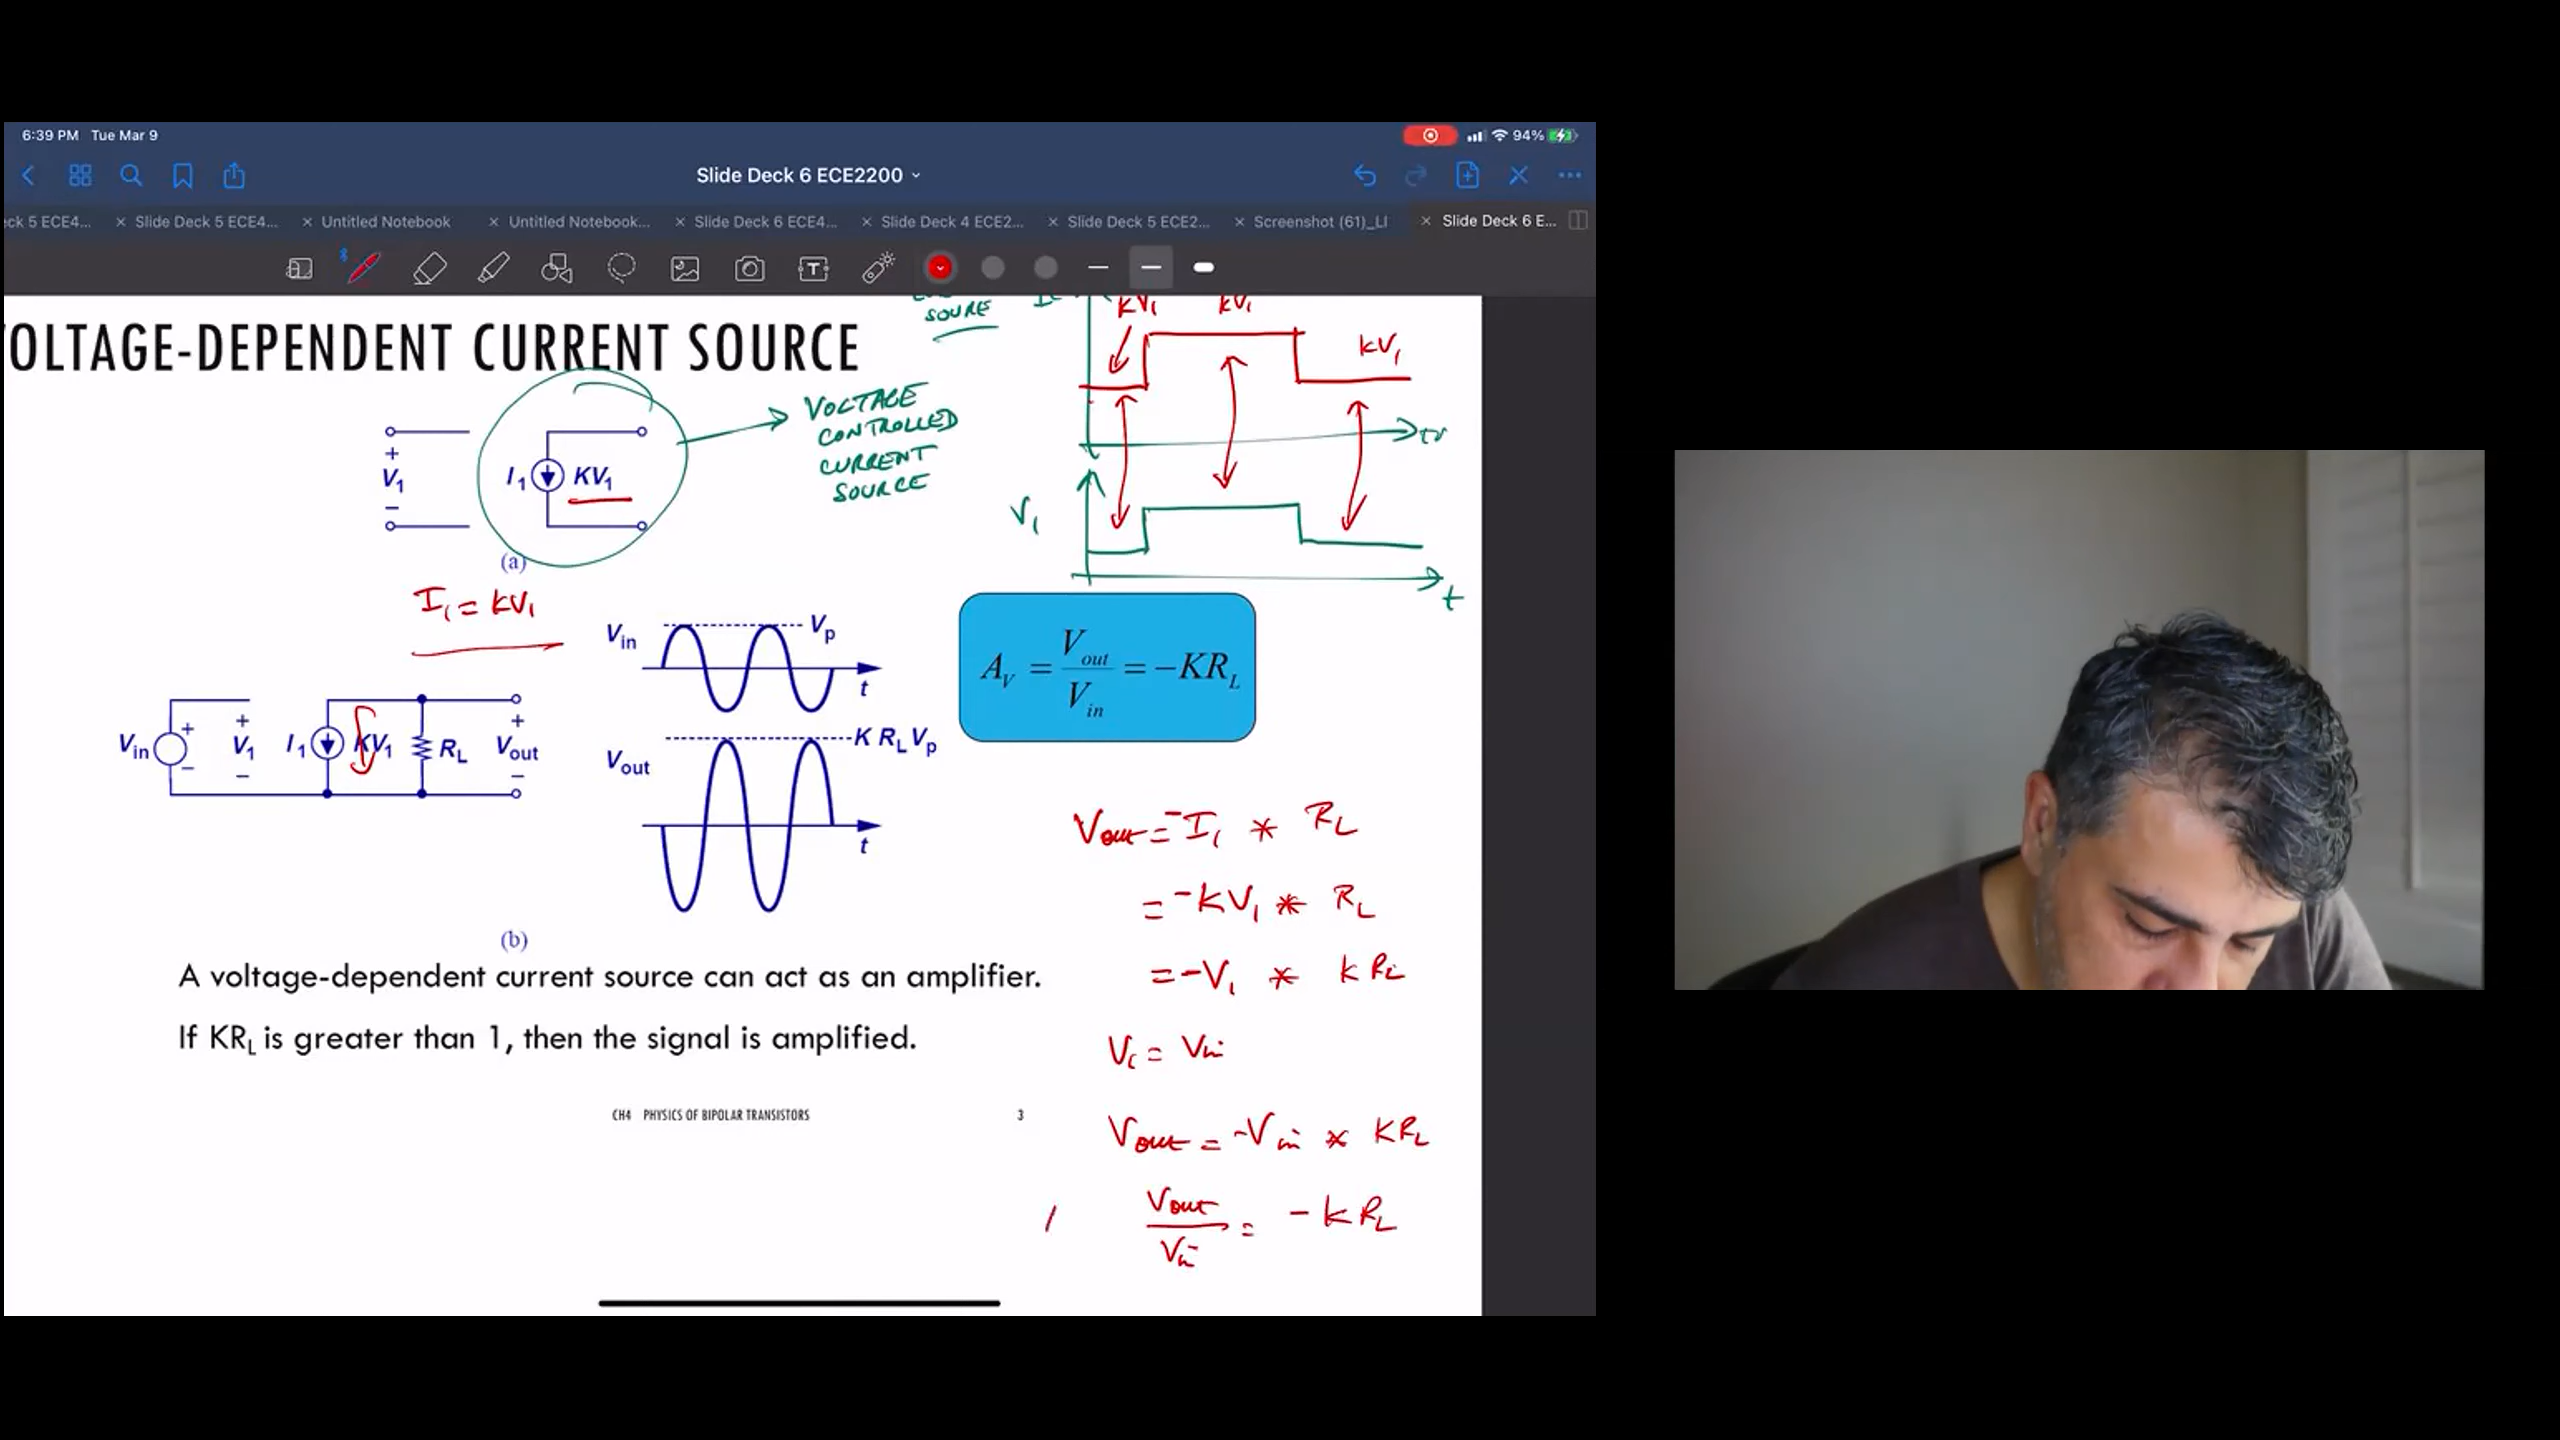 6:39 PM Tue Mar 9
94%
Slide Deck 6 ECE2200
ck 5 ECE4... Slide Deck 5 ECE4... Untitled Notebook Untitled Notebook... Slide Deck 6 ECE4... Slide Deck 4 ECE2... Slide Deck 5 ECE2... Screenshot (61)_LI Slide Deck 6 E...
OLTAGE-DEPENDENT CURRENT SOURCE
SOURE
KV1 KV1
KV1
VOLTAGE
CONTROLLED
CURRENT
SOURCE
+
V1
−
I1 KV1
(a)
V1
t
I1 = KV1
Vin Vp
t
AV = Vout / Vin = −KRL
Vin + − + V1 − I1 KV1 RL + Vout −
Vout K RL Vp
t
(b)
Vout = -I1 * RL
= -KV1 * RL
= -V1 * KRL
V1 = Vin
Vout = -Vin * KRL
Vout / Vin = -KRL
A voltage-dependent current source can act as an amplifier.
If KRL is greater than 1, then the signal is amplified.
CH4 PHYSICS OF BIPOLAR TRANSISTORS 3